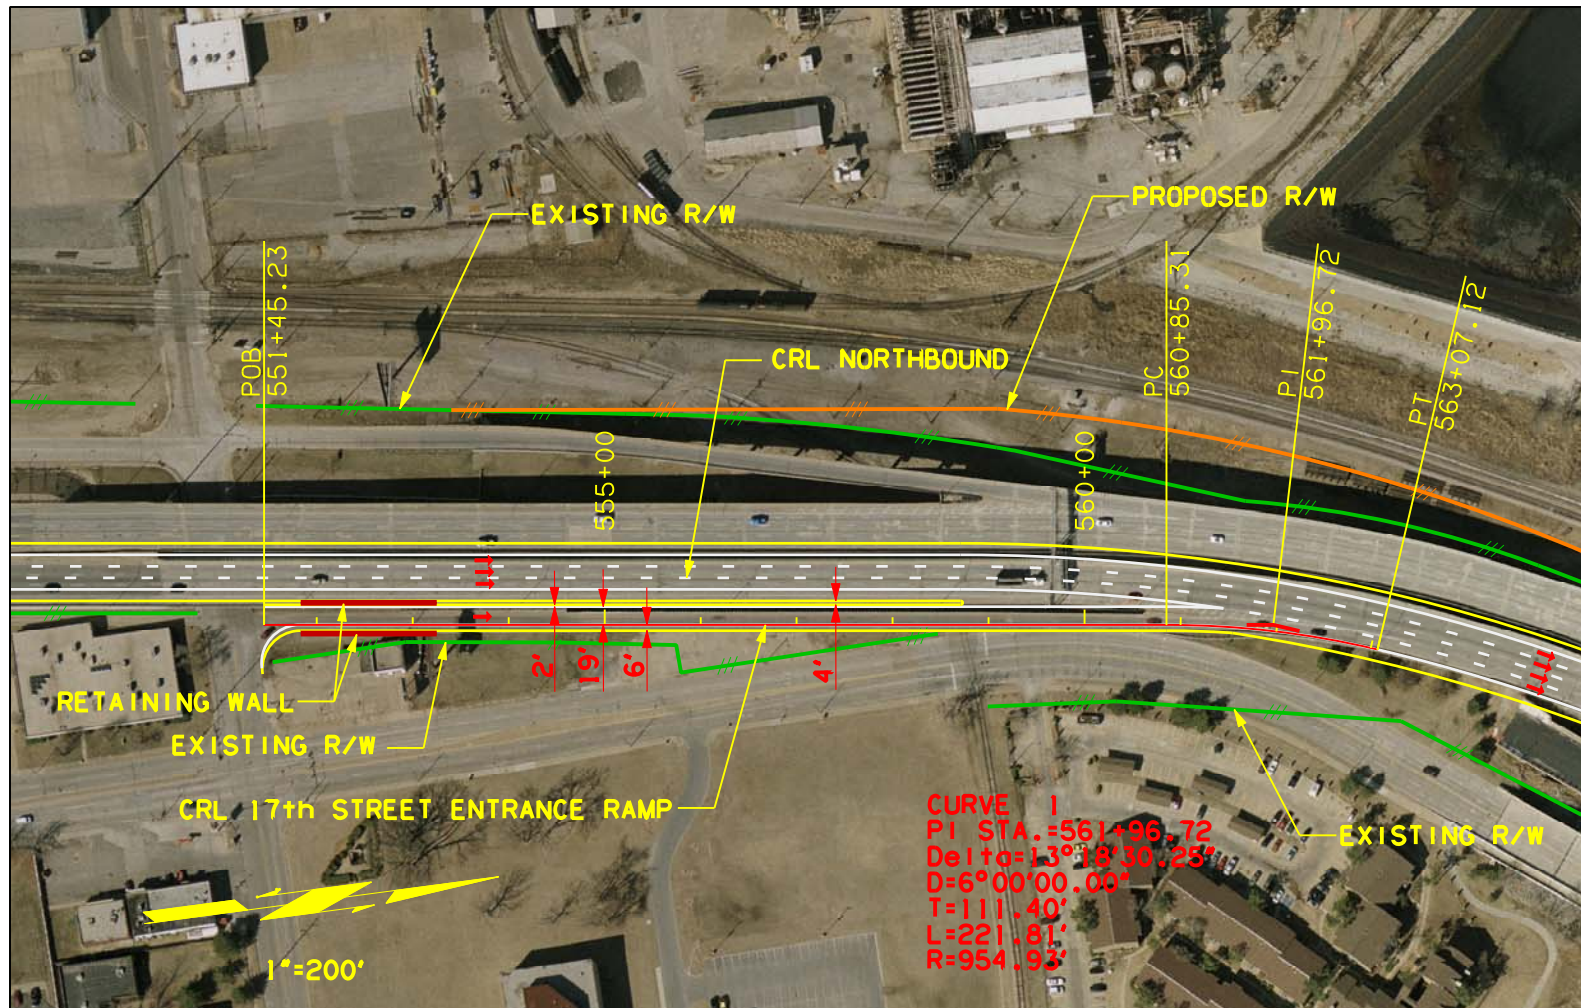 EXISTING R/W
PROPOSED R/W
POB
551+45.23
CRL NORTHBOUND
PC
560+85.31
PI
561+96.72
PT
563+07.12
555+00
560+00
2'
19'
6'
4'
RETAINING WALL
EXISTING R/W
CRL 17th STREET ENTRANCE RAMP
EXISTING R/W
CURVE 1
PI STA.=561+96.72
Delta=13°18'30.25"
D=6°00'00.00"
T=111.40'
L=221.81'
R=954.93'
1"=200'